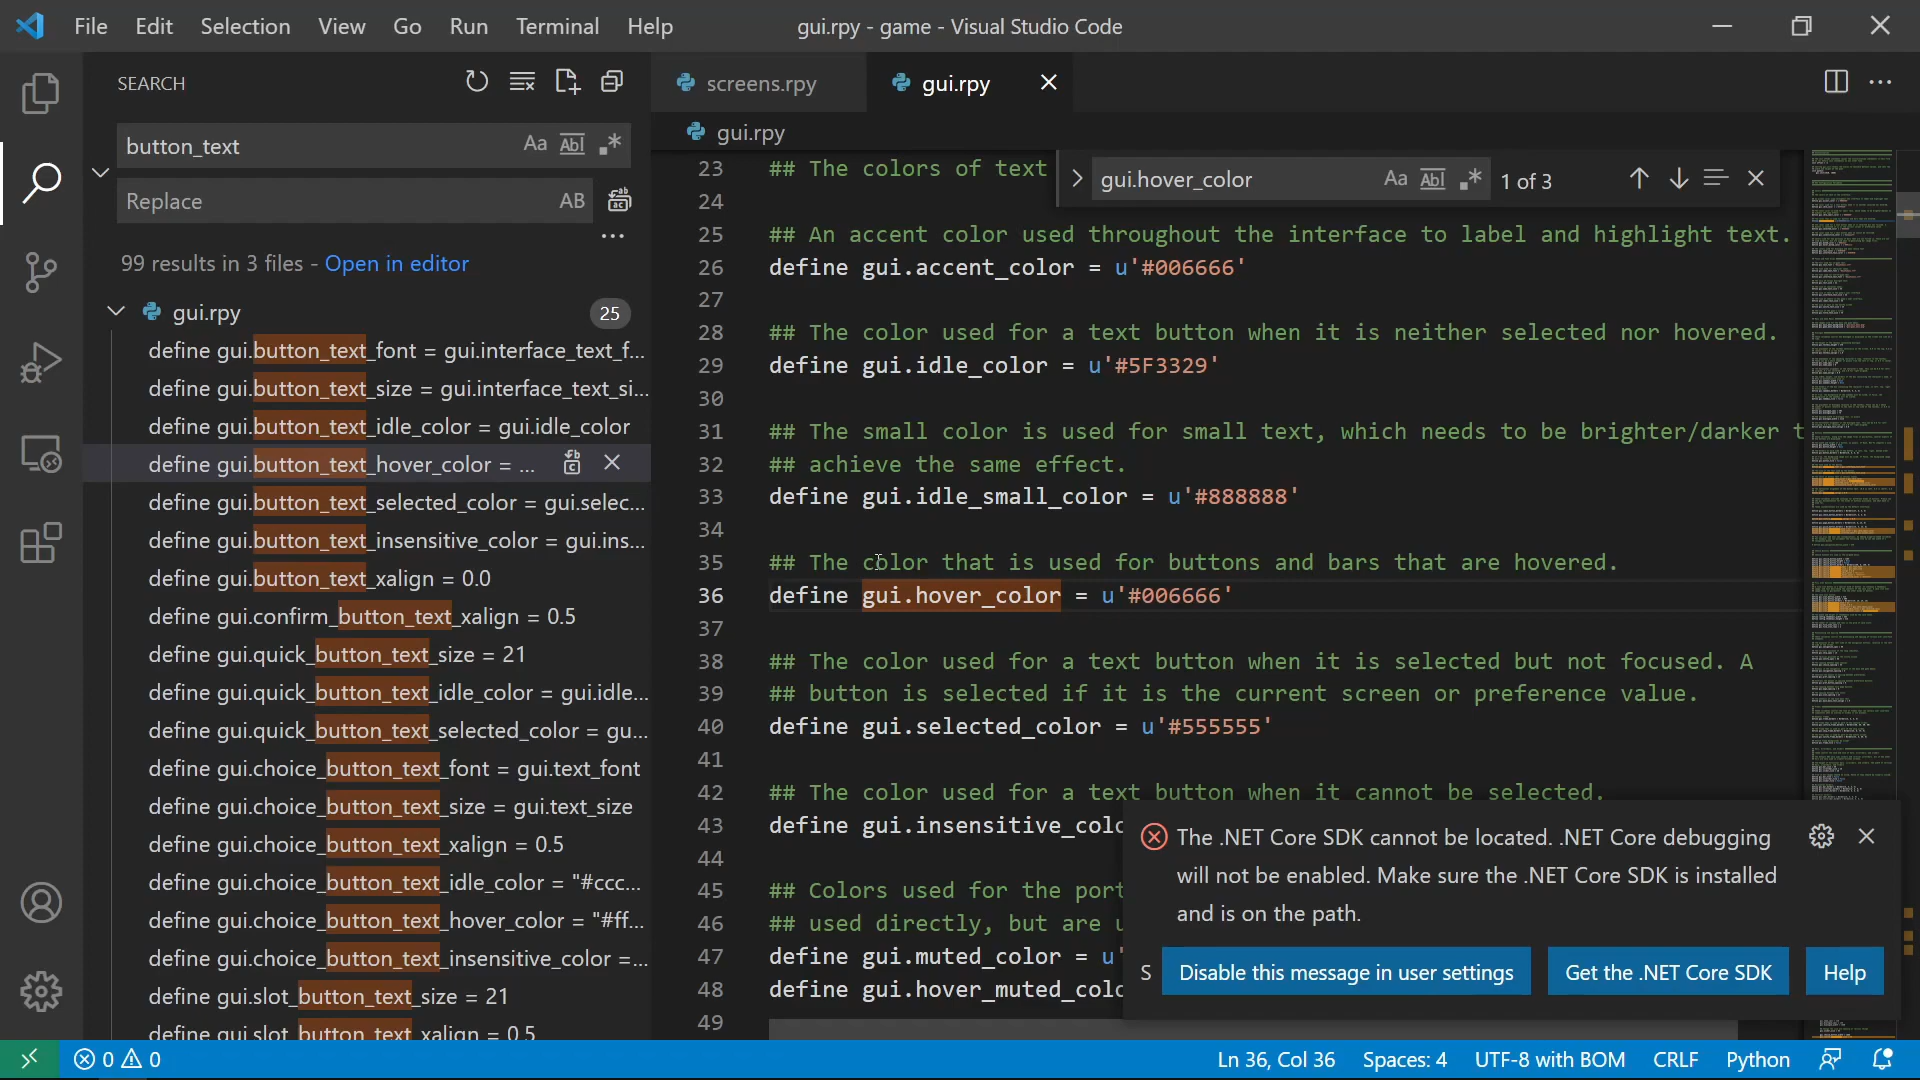 File Edit Selection View Go Run Terminal Help gui.rpy - game - Visual Studio Code
SEARCH
button_text
Aa Abl .*
Replace
AB
...
99 results in 3 files - Open in editor
gui.rpy 25
define gui.button_text_font = gui.interface_text_f...
define gui.button_text_size = gui.interface_text_si...
define gui.button_text_idle_color = gui.idle_color
define gui.button_text_hover_color = ...
define gui.button_text_selected_color = gui.selec...
define gui.button_text_insensitive_color = gui.ins...
define gui.button_text_xalign = 0.0
define gui.confirm_button_text_xalign = 0.5
define gui.quick_button_text_size = 21
define gui.quick_button_text_idle_color = gui.idle...
define gui.quick_button_text_selected_color = gu...
define gui.choice_button_text_font = gui.text_font
define gui.choice_button_text_size = gui.text_size
define gui.choice_button_text_xalign = 0.5
define gui.choice_button_text_idle_color = "#ccc...
define gui.choice_button_text_hover_color = "#ff...
define gui.choice_button_text_insensitive_color =...
define gui.slot_button_text_size = 21
define gui.slot_button_text_xalign = 0.5
screens.rpy gui.rpy
gui.rpy
gui.hover_color Aa Abl .* 1 of 3
23 ## The colors of text
24
25 ## An accent color used throughout the interface to label and highlight text.
26 define gui.accent_color = u'#006666'
27
28 ## The color used for a text button when it is neither selected nor hovered.
29 define gui.idle_color = u'#5F3329'
30
31 ## The small color is used for small text, which needs to be brighter/darker t
32 ## achieve the same effect.
33 define gui.idle_small_color = u'#888888'
34
35 ## The color that is used for buttons and bars that are hovered.
36 define gui.hover_color = u'#006666'
37
38 ## The color used for a text button when it is selected but not focused. A
39 ## button is selected if it is the current screen or preference value.
40 define gui.selected_color = u'#555555'
41
42 ## The color used for a text button when it cannot be selected.
43 define gui.insensitive_colo
44
45 ## Colors used for the port
46 ## used directly, but are u
47 define gui.muted_color = u'
48 define gui.hover_muted_colo
49
The .NET Core SDK cannot be located. .NET Core debugging
will not be enabled. Make sure the .NET Core SDK is installed
and is on the path.
S Disable this message in user settings Get the .NET Core SDK Help
0 0 Ln 36, Col 36 Spaces: 4 UTF-8 with BOM CRLF Python